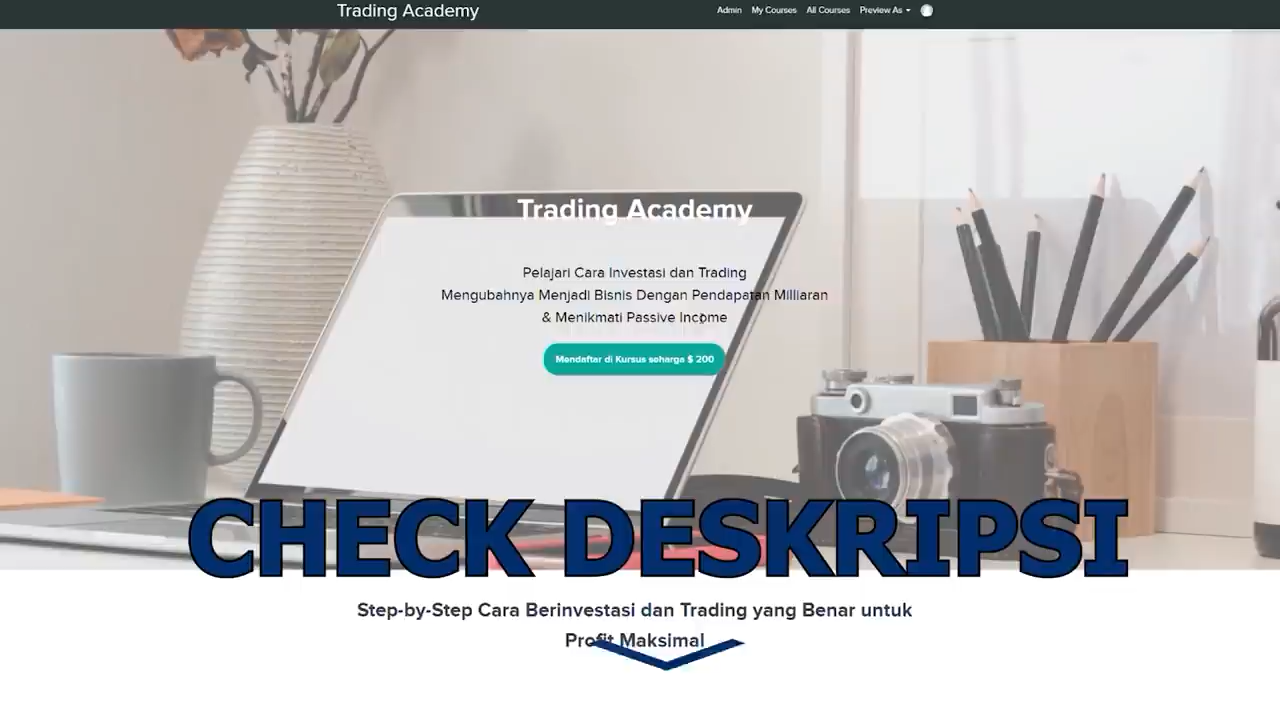 Trading Academy
Admin My Courses All Courses Preview As
Trading Academy
Pelajari Cara Investasi dan Trading
Mengubahnya Menjadi Bisnis Dengan Pendapatan Milliaran
& Menikmati Passive Income
Mendaftar di Kursus seharga $ 200
CHECK DESKRIPSI
Step-by-Step Cara Berinvestasi dan Trading yang Benar untuk
Profit Maksimal